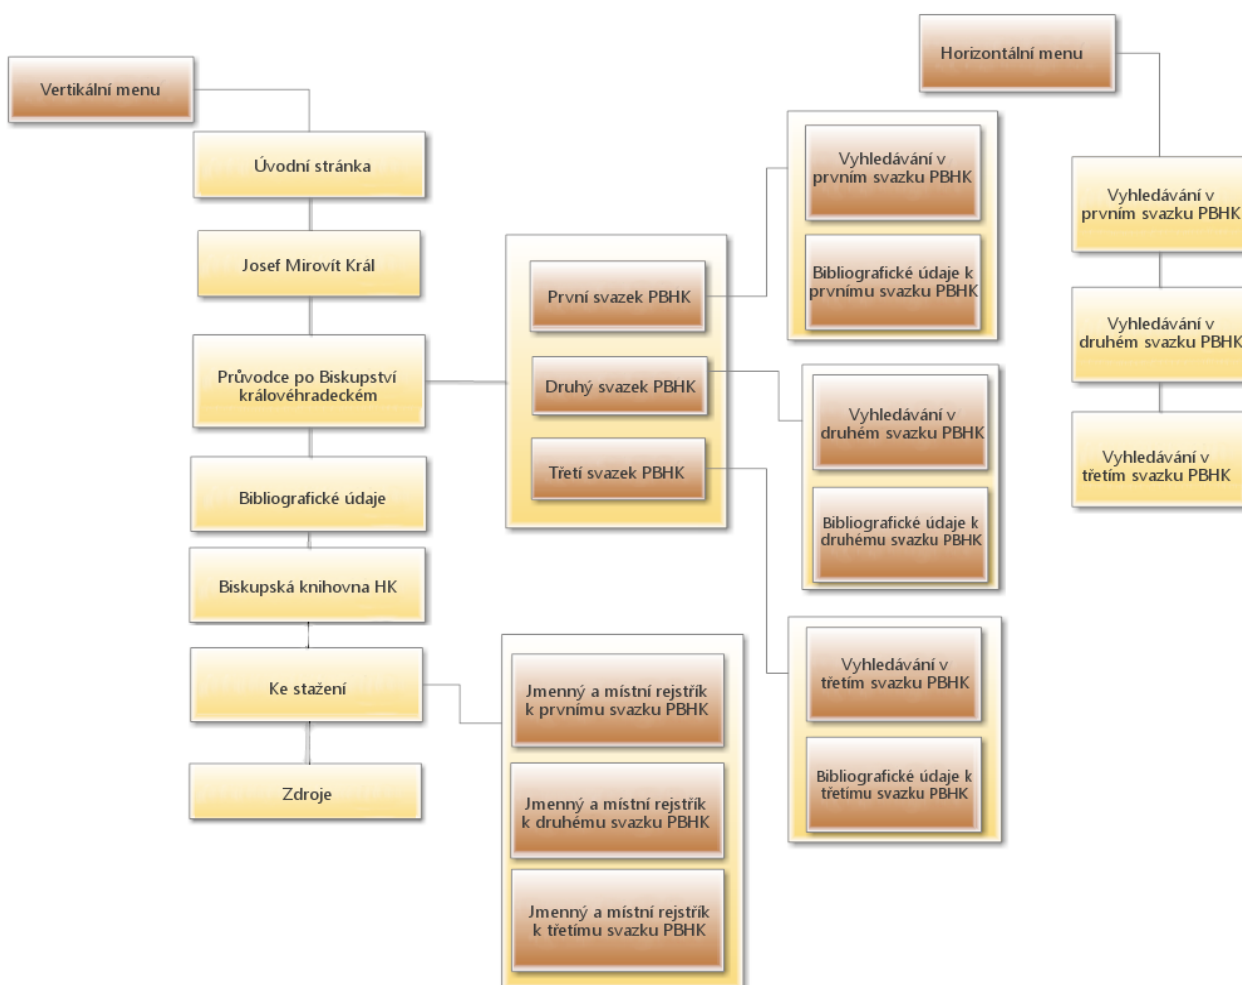 Vertikální menu
Úvodní stránka
Josef Mirovít Král
Průvodce po Biskupství
královéhradeckém
Bibliografické údaje
Biskupská knihovna HK
Ke stažení
Zdroje
První svazek PBHK
Druhý svazek PBHK
Třetí svazek PBHK
Vyhledávání v
prvním svazku PBHK
Bibliografické údaje k
prvnímu svazku PBHK
Vyhledávání v
druhém svazku PBHK
Bibliografické údaje k
druhému svazku PBHK
Vyhledávání v
třetím svazku PBHK
Bibliografické údaje k
třetímu svazku PBHK
Jmenný a místní rejstřík
k prvnímu svazku PBHK
Jmenný a místní rejstřík
k druhému svazku PBHK
Jmenný a místní rejstřík
k třetímu svazku PBHK
Horizontální menu
Vyhledávání v
prvním svazku PBHK
Vyhledávání v
druhém svazku PBHK
Vyhledávání v
třetím svazku PBHK